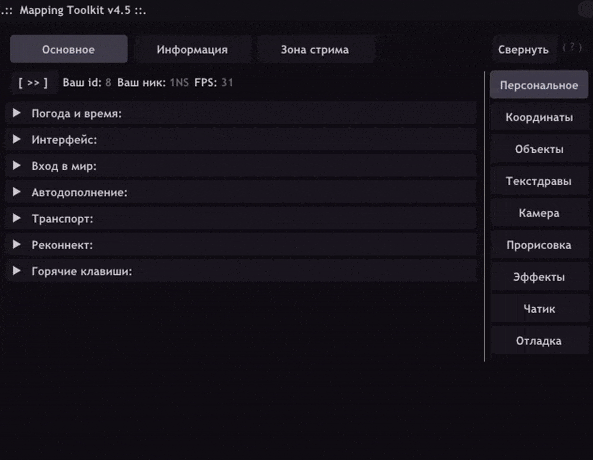 .:: Mapping Toolkit v4.5 ::.
Основное Информация Зона стрима Свернуть ( ? )
[ >> ] Ваш id: 8 Ваш ник: 1NS FPS: 31
Погода и время:
Интерфейс:
Вход в мир:
Автодополнение:
Транспорт:
Реконнект:
Горячие клавиши:
Персональное
Координаты
Объекты
Текстдравы
Камера
Прорисовка
Эффекты
Чатик
Отладка